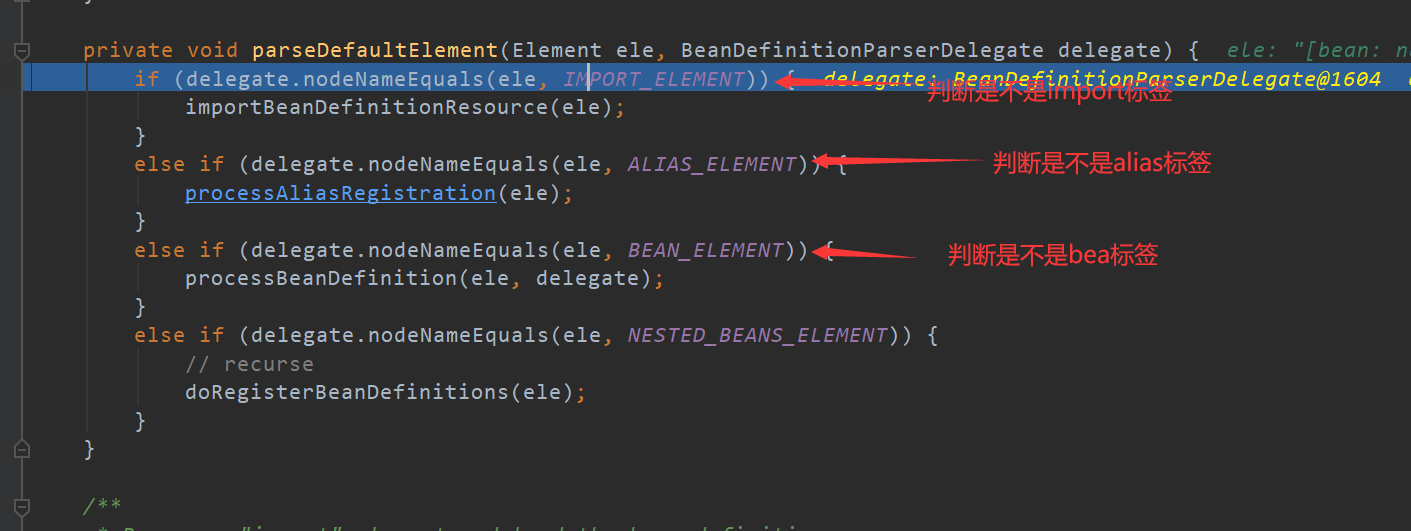 }
private void parseDefaultElement(Element ele, BeanDefinitionParserDelegate delegate) {  ele: "[bean: n
if (delegate.nodeNameEquals(ele, IMPORT_ELEMENT)) {  delegate: BeanDefinitionParserDelegate@1604  e
判断是不是import标签
importBeanDefinitionResource(ele);
}
else if (delegate.nodeNameEquals(ele, ALIAS_ELEMENT)) {
判断是不是alias标签
processAliasRegistration(ele);
}
else if (delegate.nodeNameEquals(ele, BEAN_ELEMENT)) {
判断是不是bea标签
processBeanDefinition(ele, delegate);
}
else if (delegate.nodeNameEquals(ele, NESTED_BEANS_ELEMENT)) {
// recurse
doRegisterBeanDefinitions(ele);
}
}
/**